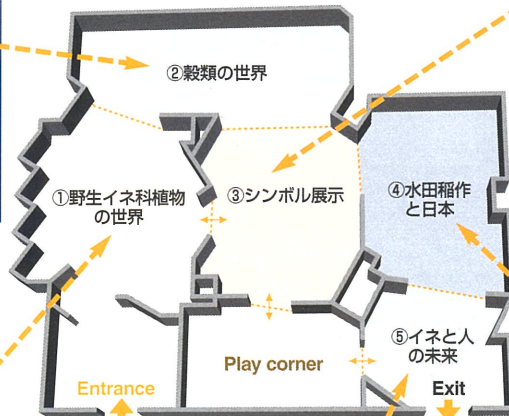 ②穀類の世界
①野生イネ科植物
の世界
③シンボル展示
④水田稲作
と日本
⑤イネと人
の未来
Play corner
Entrance
Exit